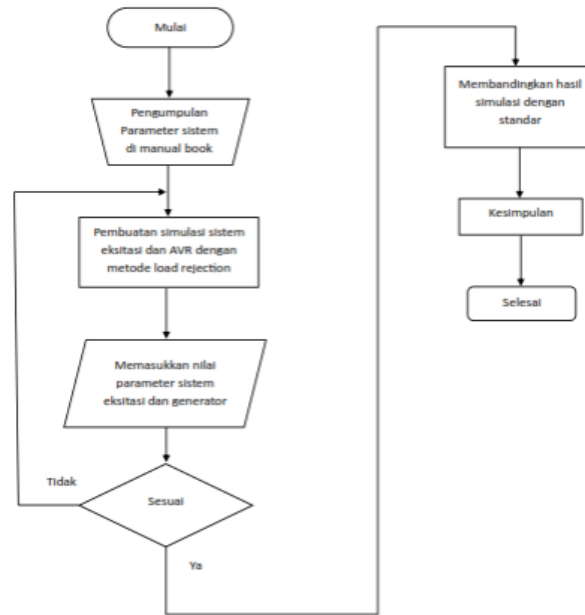 Mulai
Pengumpulan
Parameter sistem
di manual book
Pembuatan simulasi sistem
eksitasi dan AVR dengan
metode load rejection
Memasukkan nilai
parameter sistem
eksitasi dan generator
Tidak
Sesuai
Ya
Membandingkan hasil
simulasi dengan
standar
Kesimpulan
Selesai